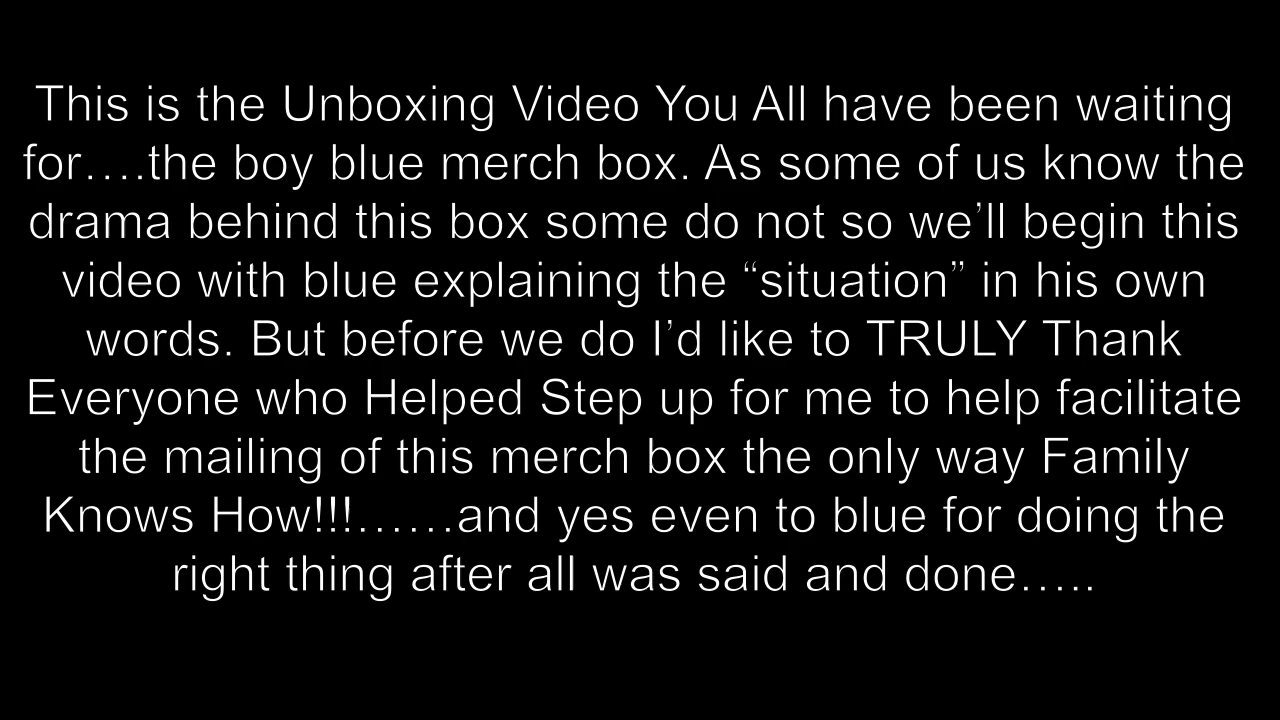 This is the Unboxing Video You All have been waiting
for….the boy blue merch box. As some of us know the
drama behind this box some do not so we’ll begin this
video with blue explaining the “situation” in his own
words. But before we do I’d like to TRULY Thank
Everyone who Helped Step up for me to help facilitate
the mailing of this merch box the only way Family
Knows How!!!……and yes even to blue for doing the
right thing after all was said and done…..